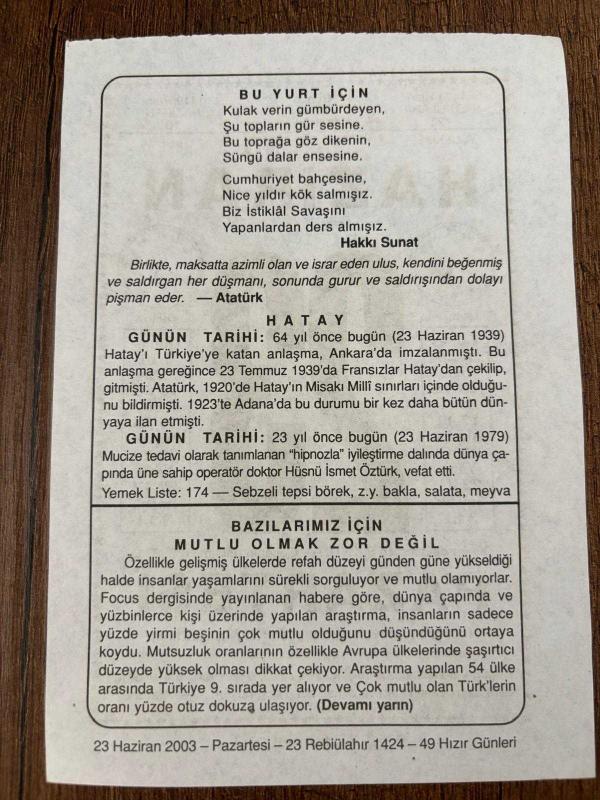 BU YURT İÇİN
Kulak verin gümbürdeyen,
Şu topların gür sesine.
Bu toprağa göz dikenin,
Süngü dalar ensesine.
Cumhuriyet bahçesine,
Nice yıldır kök salmışız.
Biz İstiklâl Savaşını
Yapanlardan ders almışız.
Hakkı Sunat
Birlikte, maksatta azimli olan ve israr eden ulus, kendini beğenmiş
ve saldırgan her düşmanı, sonunda gurur ve saldırışından dolayı
pişman eder. — Atatürk
HATAY
GÜNÜN TARİHİ: 64 yıl önce bugün (23 Haziran 1939)
Hatay'ı Türkiye'ye katan anlaşma, Ankara'da imzalanmıştı. Bu
anlaşma gereğince 23 Temmuz 1939'da Fransızlar Hatay'dan çekilip,
gitmişti. Atatürk, 1920'de Hatay'ın Misakı Millî sınırları içinde olduğu-
nu bildirmişti. 1923'te Adana'da bu durumu bir kez daha bütün dün-
yaya ilan etmişti.
GÜNÜN TARİHİ: 23 yıl önce bugün (23 Haziran 1979)
Mucize tedavi olarak tanımlanan "hipnozla" iyileştirme dalında dünya ça-
pında üne sahip operatör doktor Hüsnü İsmet Öztürk, vefat etti.
Yemek Liste: 174 — Sebzeli tepsi börek, z.y. bakla, salata, meyva
BAZILARIMIZ İÇİN
MUTLU OLMAK ZOR DEĞİL
Özellikle gelişmiş ülkelerde refah düzeyi günden güne yükseldiği
halde insanlar yaşamlarını sürekli sorguluyor ve mutlu olamıyorlar.
Focus dergisinde yayınlanan habere göre, dünya çapında ve
yüzbinlerce kişi üzerinde yapılan araştırma, insanların sadece
yüzde yirmi beşinin çok mutlu olduğunu düşündüğünü ortaya
koydu. Mutsuzluk oranlarının özellikle Avrupa ülkelerinde şaşırtıcı
düzeyde yüksek olması dikkat çekiyor. Araştırma yapılan 54 ülke
arasında Türkiye 9. sırada yer alıyor ve Çok mutlu olan Türk'lerin
oranı yüzde otuz dokuza ulaşıyor. (Devamı yarın)
23 Haziran 2003 – Pazartesi – 23 Rebiülahır 1424 – 49 Hızır Günleri